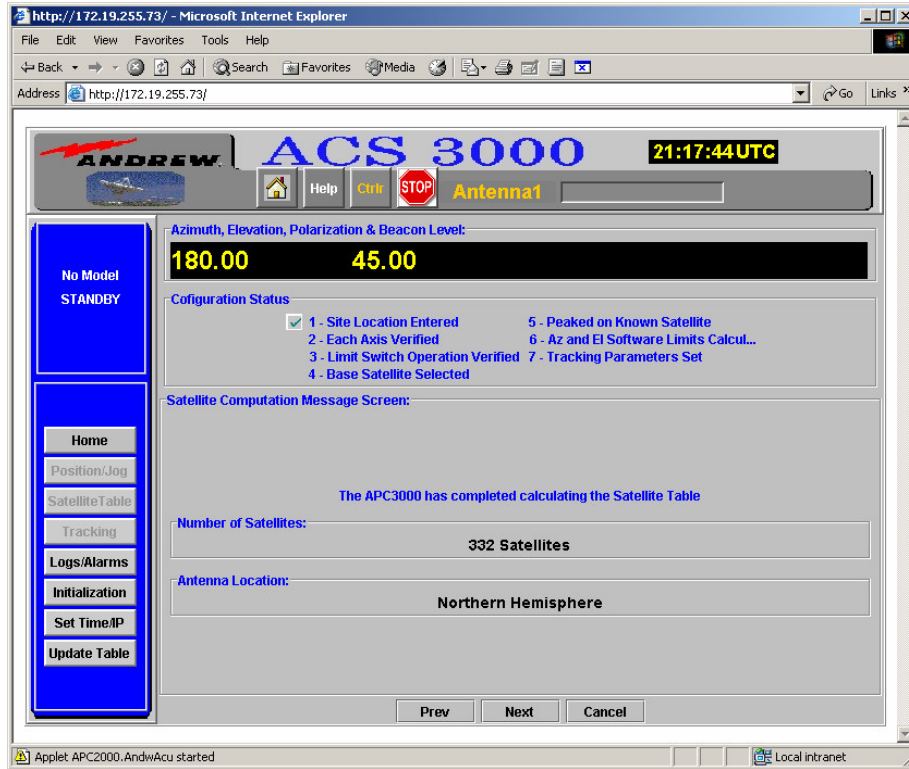 http://172.19.255.73/ - Microsoft Internet Explorer
File Edit View Favorites Tools Help
Back Search Favorites Media
Address http://172.19.255.73/ Go Links »
ANDREW. ACS 3000 21:17:44 UTC
Help Ctrlr STOP Antenna1
No Model
STANDBY
Home
Position/Jog
SatelliteTable
Tracking
Logs/Alarms
Initialization
Set Time/IP
Update Table
Azimuth, Elevation, Polarization & Beacon Level:
180.00 45.00
Cofiguration Status
1 - Site Location Entered
2 - Each Axis Verified
3 - Limit Switch Operation Verified
4 - Base Satellite Selected
5 - Peaked on Known Satellite
6 - Az and El Software Limits Calcul...
7 - Tracking Parameters Set
Satellite Computation Message Screen:
The APC3000 has completed calculating the Satellite Table
Number of Satellites:
332 Satellites
Antenna Location:
Northern Hemisphere
Prev Next Cancel
Applet APC2000.AndwAcu started Local intranet